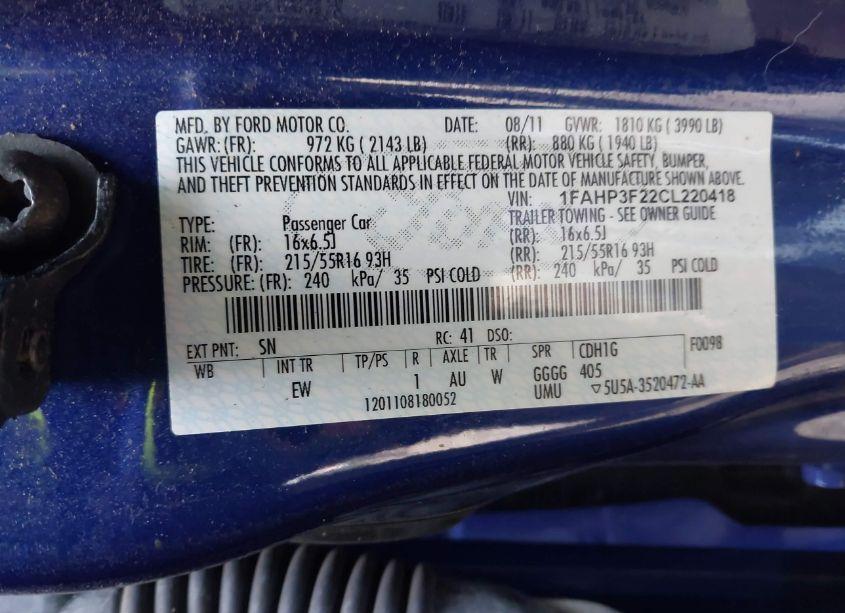 MFD. BY FORD MOTOR CO. DATE: 08/11 GVWR: 1810 KG ( 3990 LB)
GAWR: (FR): 972 KG ( 2143 LB) (RR): 880 KG ( 1940 LB)
THIS VEHICLE CONFORMS TO ALL APPLICABLE FEDERAL MOTOR VEHICLE SAFETY, BUMPER,
AND THEFT PREVENTION STANDARDS IN EFFECT ON THE DATE OF MANUFACTURE SHOWN ABOVE.
VIN: 1FAHP3F22CL220418
TYPE: Passenger Car TRAILER TOWING - SEE OWNER GUIDE
RIM: (FR): 16x6.5J (RR): 16x6.5J
TIRE: (FR): 215/55R16 93H (RR): 215/55R16 93H
PRESSURE: (FR): 240 kPa/ 35 PSI COLD (RR): 240 kPa/ 35 PSI COLD
EXT PNT: SN RC: 41 DSO: F0098
WB INT TR TP/PS R AXLE TR SPR CDH1G
EW 1 AU W GGGG 405
1201108180052 UMU ▽5U5A-3520472-AA